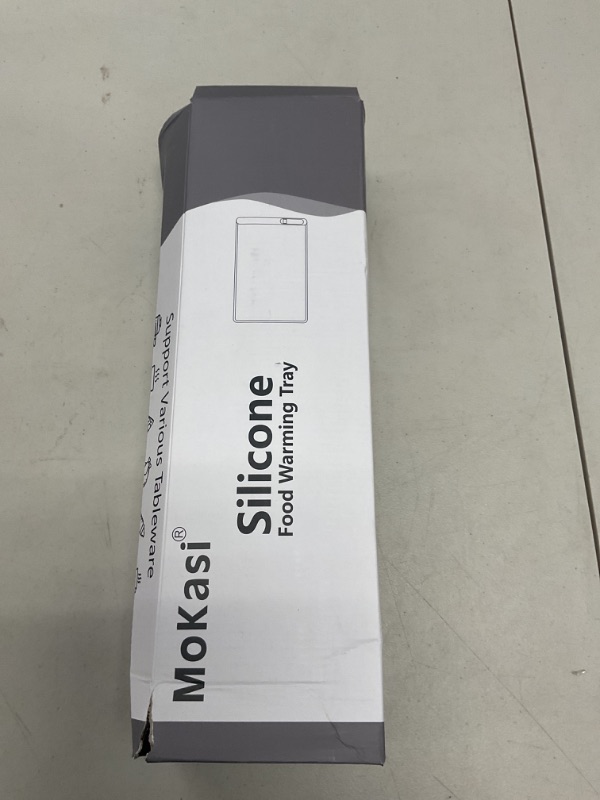 MoKasi®
Silicone
Food Warming Tray
Support Various Tableware